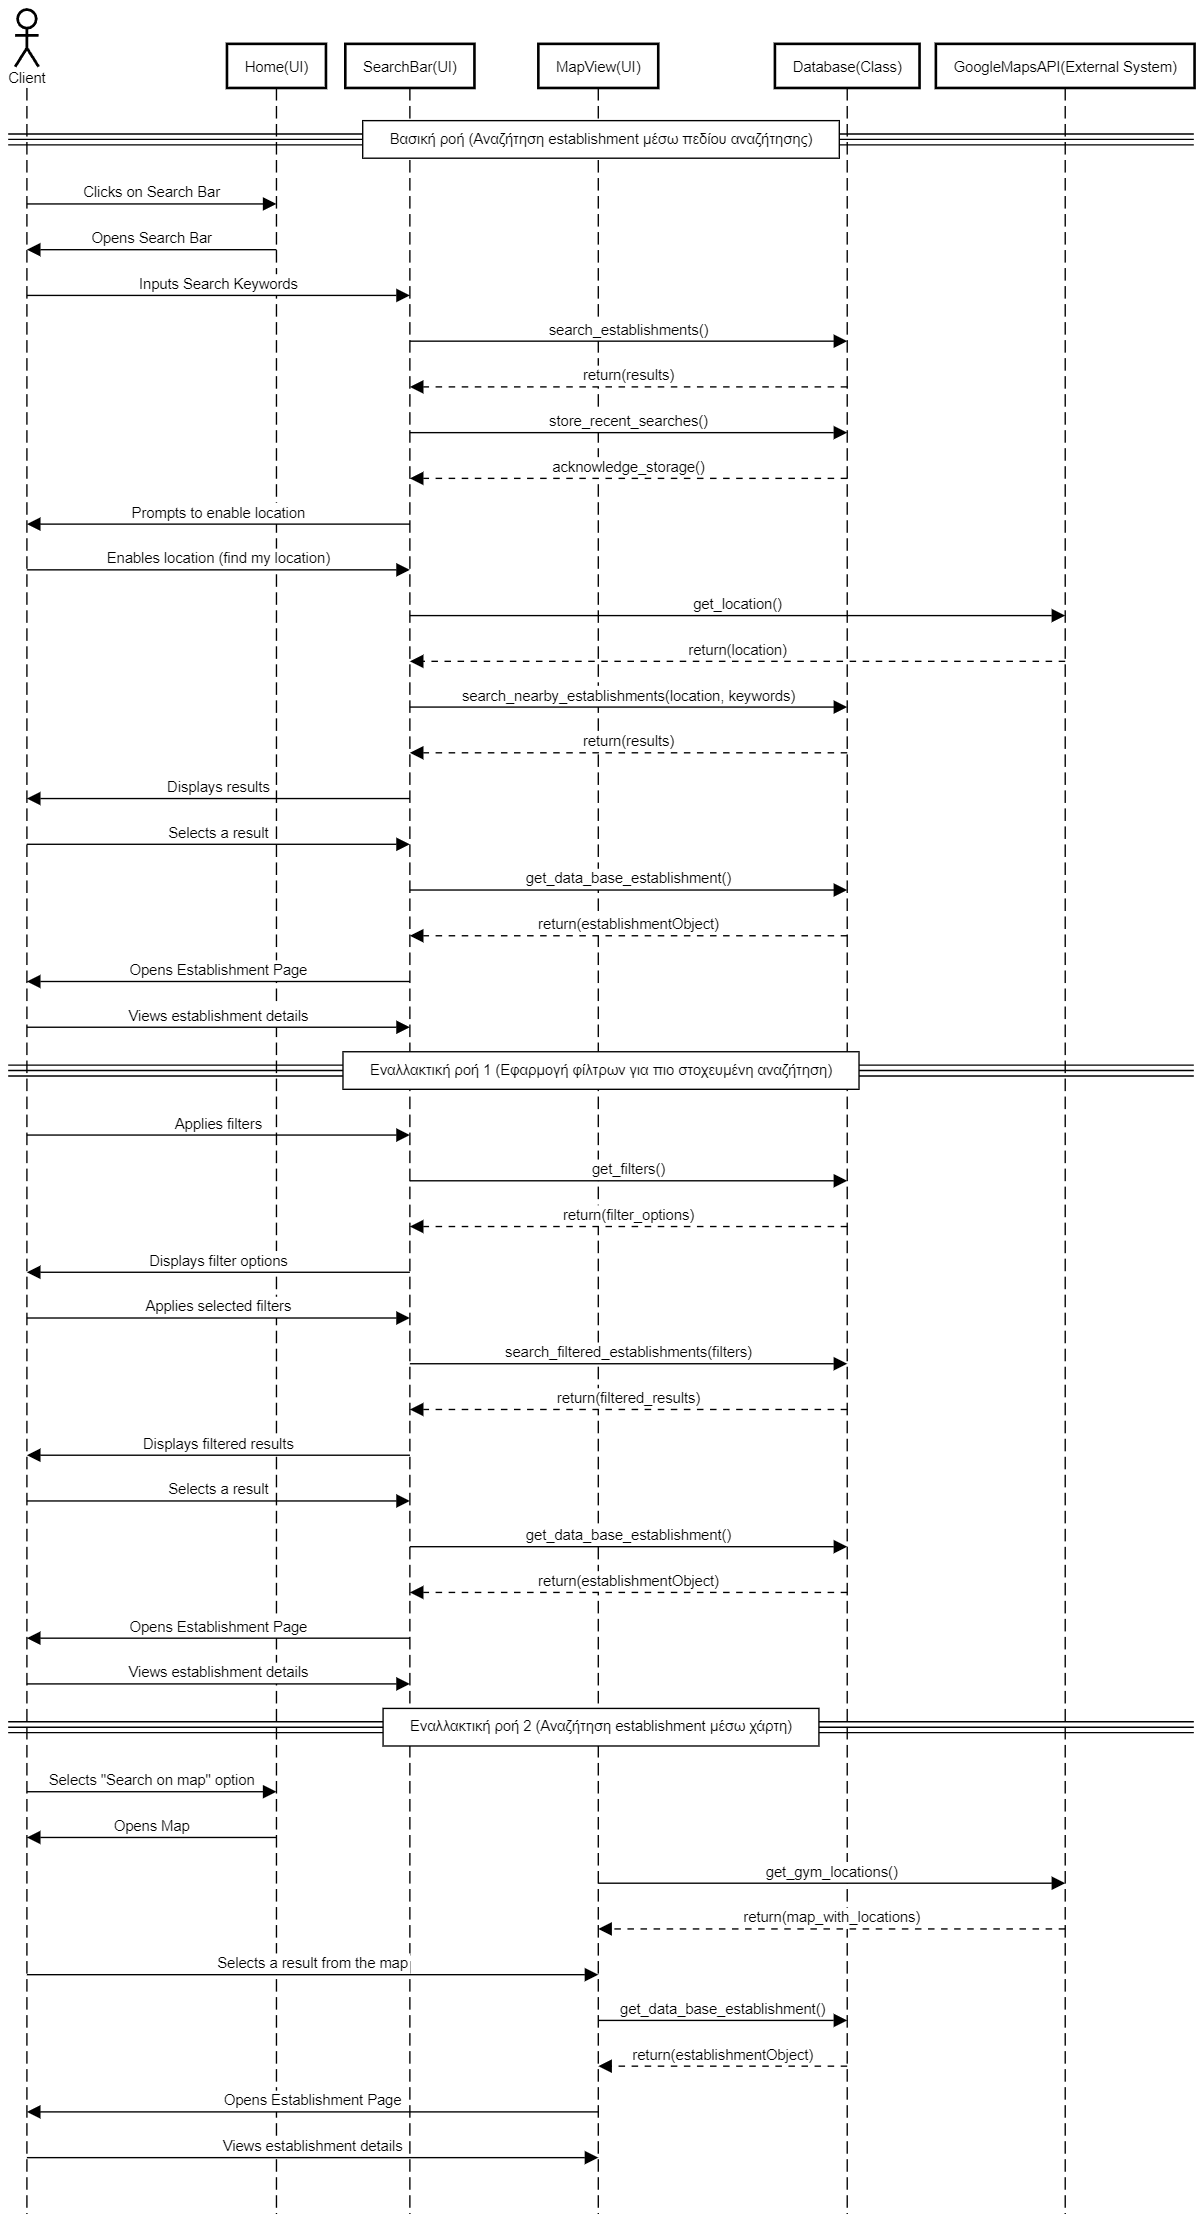 Client
Home(UI)
SearchBar(UI)
MapView(UI)
Database(Class)
GoogleMapsAPI(External System)
Βασική ροή (Αναζήτηση establishment μέσω πεδίου αναζήτησης)
Clicks on Search Bar
Opens Search Bar
Inputs Search Keywords
search_establishments()
return(results)
store_recent_searches()
acknowledge_storage()
Prompts to enable location
Enables location (find my location)
get_location()
return(location)
search_nearby_establishments(location, keywords)
return(results)
Displays results
Selects a result
get_data_base_establishment()
return(establishmentObject)
Opens Establishment Page
Views establishment details
Εναλλακτική ροή 1 (Εφαρμογή φίλτρων για πιο στοχευμένη αναζήτηση)
Applies filters
get_filters()
return(filter_options)
Displays filter options
Applies selected filters
search_filtered_establishments(filters)
return(filtered_results)
Displays filtered results
Selects a result
get_data_base_establishment()
return(establishmentObject)
Opens Establishment Page
Views establishment details
Εναλλακτική ροή 2 (Αναζήτηση establishment μέσω χάρτη)
Selects "Search on map" option
Opens Map
get_gym_locations()
return(map_with_locations)
Selects a result from the map
get_data_base_establishment()
return(establishmentObject)
Opens Establishment Page
Views establishment details